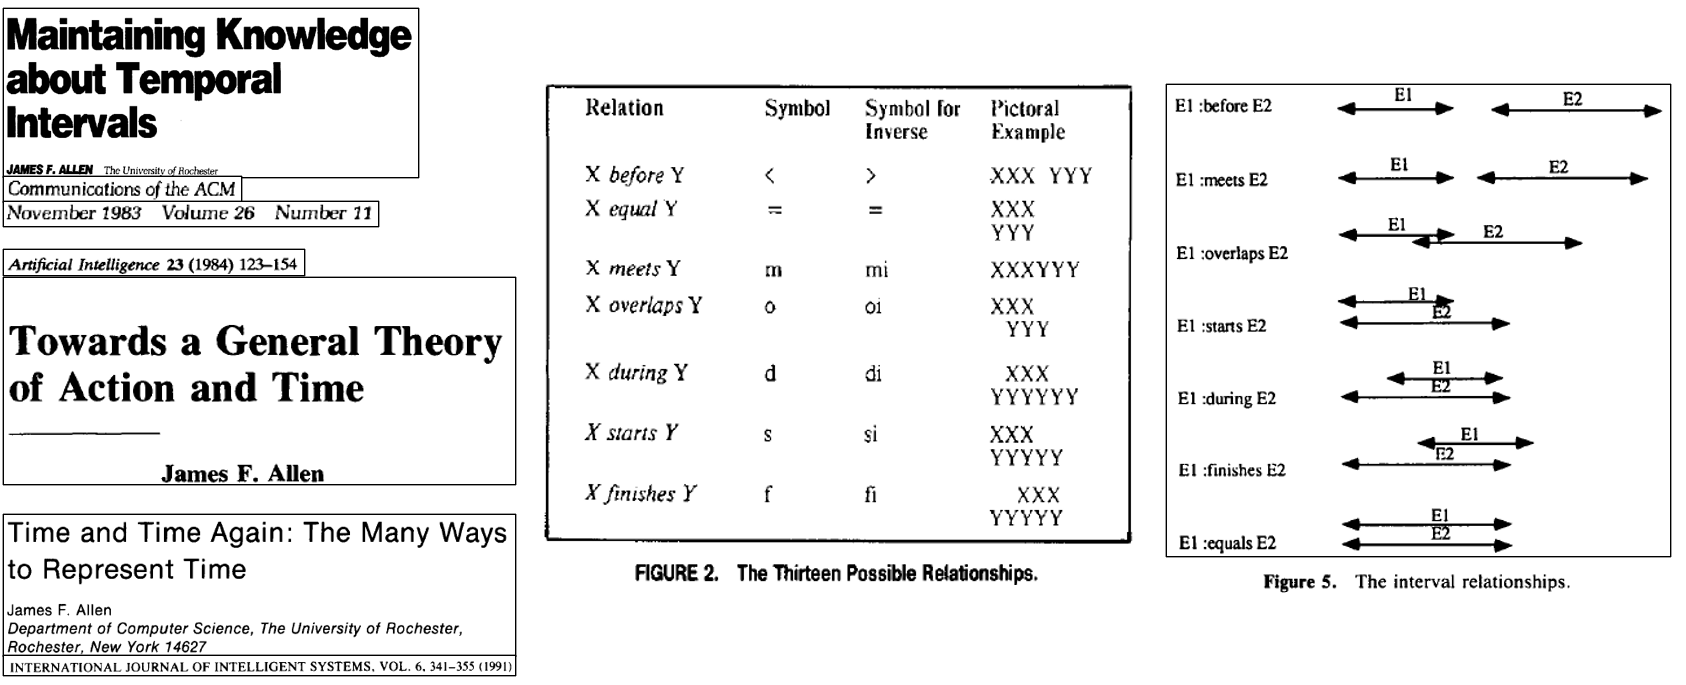 Maintaining Knowledge
about Temporal
Intervals
JAMES F. ALLEN The University of Rochester
Communications of the ACM
November 1983 Volume 26 Number 11
Artificial Intelligence 23 (1984) 123–154
Towards a General Theory
of Action and Time
James F. Allen
Time and Time Again: The Many Ways
to Represent Time
James F. Allen
Department of Computer Science, The University of Rochester,
Rochester, New York 14627
INTERNATIONAL JOURNAL OF INTELLIGENT SYSTEMS, VOL. 6, 341–355 (1991)
Relation Symbol Symbol for Pictoral
Inverse Example
X before Y < > XXX YYY
X equal Y = = XXX
YYY
X meets Y m mi XXXYYY
X overlaps Y o oi XXX
YYY
X during Y d di XXX
YYYYYY
X starts Y s si XXX
YYYYY
X finishes Y f fi XXX
YYYYY
FIGURE 2. The Thirteen Possible Relationships.
E1 :before E2 E1 E2
E1 :meets E2 E1 E2
E1 :overlaps E2 E1 E2
E1 :starts E2 E1
E2
E1 :during E2 E1
E2
E1 :finishes E2 E1
E2
E1 :equals E2 E1
E2
Figure 5. The interval relationships.